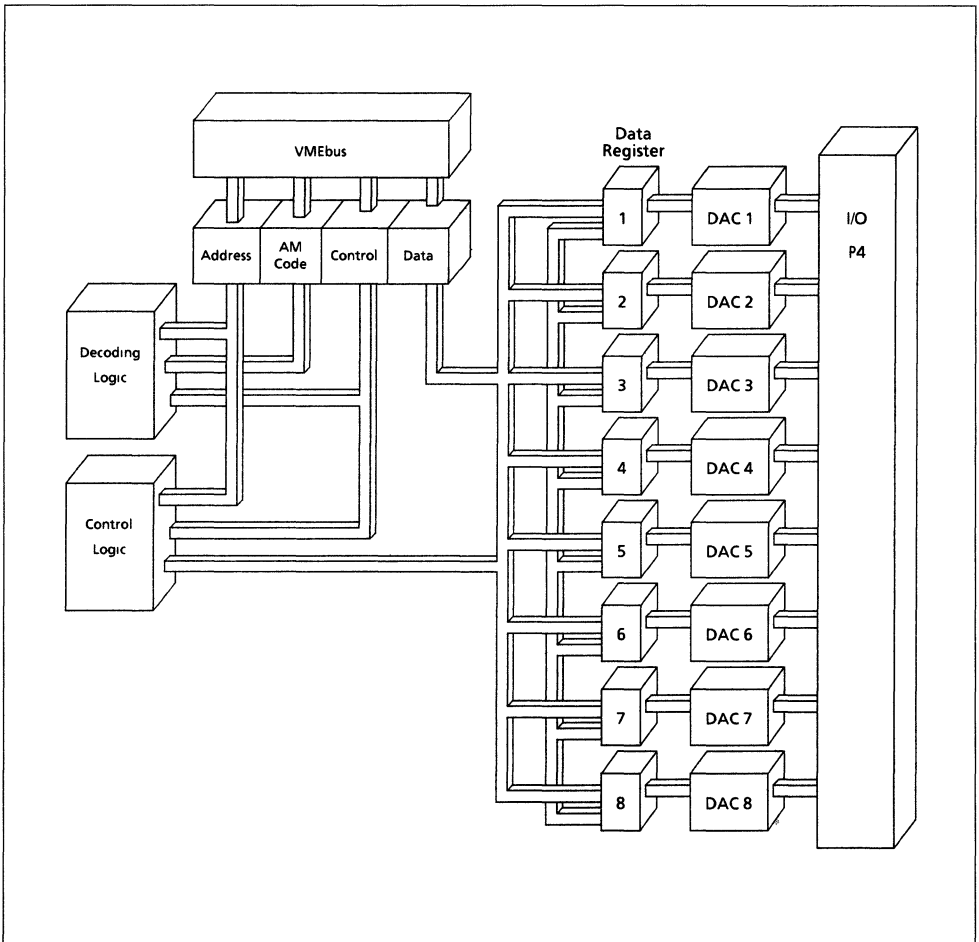 VMEbus
Address
AM
Code
Control
Data
Decoding
Logic
Control
Logic
Data
Register
1
DAC 1
2
DAC 2
3
DAC 3
4
DAC 4
5
DAC 5
6
DAC 6
7
DAC 7
8
DAC 8
I/O
P4